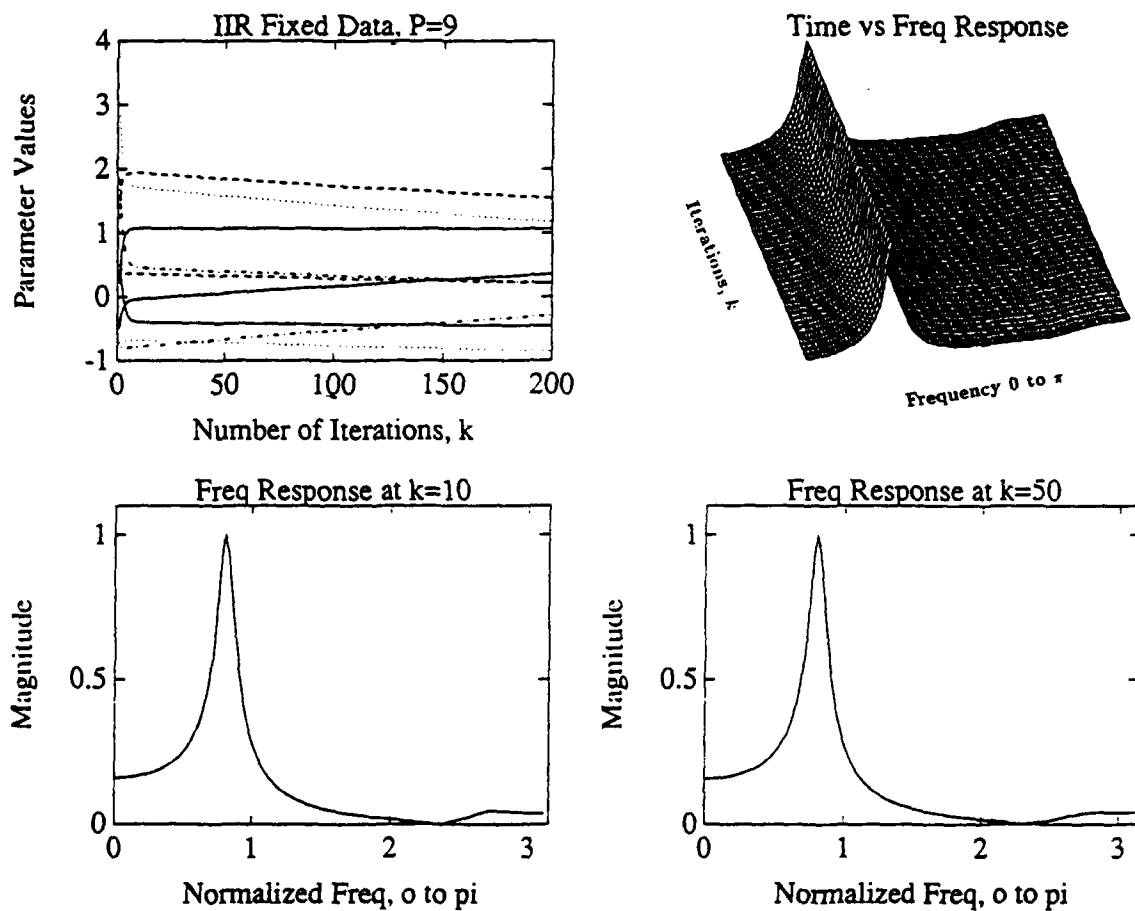 IIR Fixed Data, P=9
4
3
2
1
0
-1
0
50
100
150
200
Parameter Values
Number of Iterations, k
Time vs Freq Response
Iterations, k
Frequency 0 to π
Freq Response at k=10
1
0.5
0
0
1
2
3
Magnitude
Normalized Freq, o to pi
Freq Response at k=50
1
0.5
0
0
1
2
3
Magnitude
Normalized Freq, o to pi